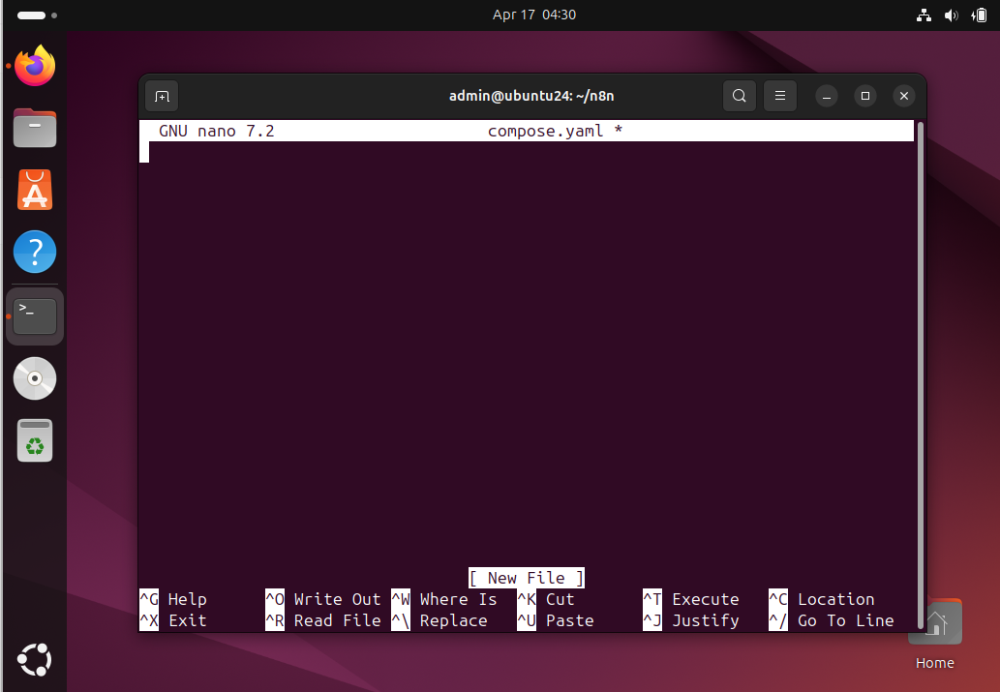 Apr 17 04:30
admin@ubuntu24: ~/n8n
GNU nano 7.2 compose.yaml *
[ New File ]
^G Help ^O Write Out ^W Where Is ^K Cut ^T Execute ^C Location
^X Exit ^R Read File ^\ Replace ^U Paste ^J Justify ^/ Go To Line
Home